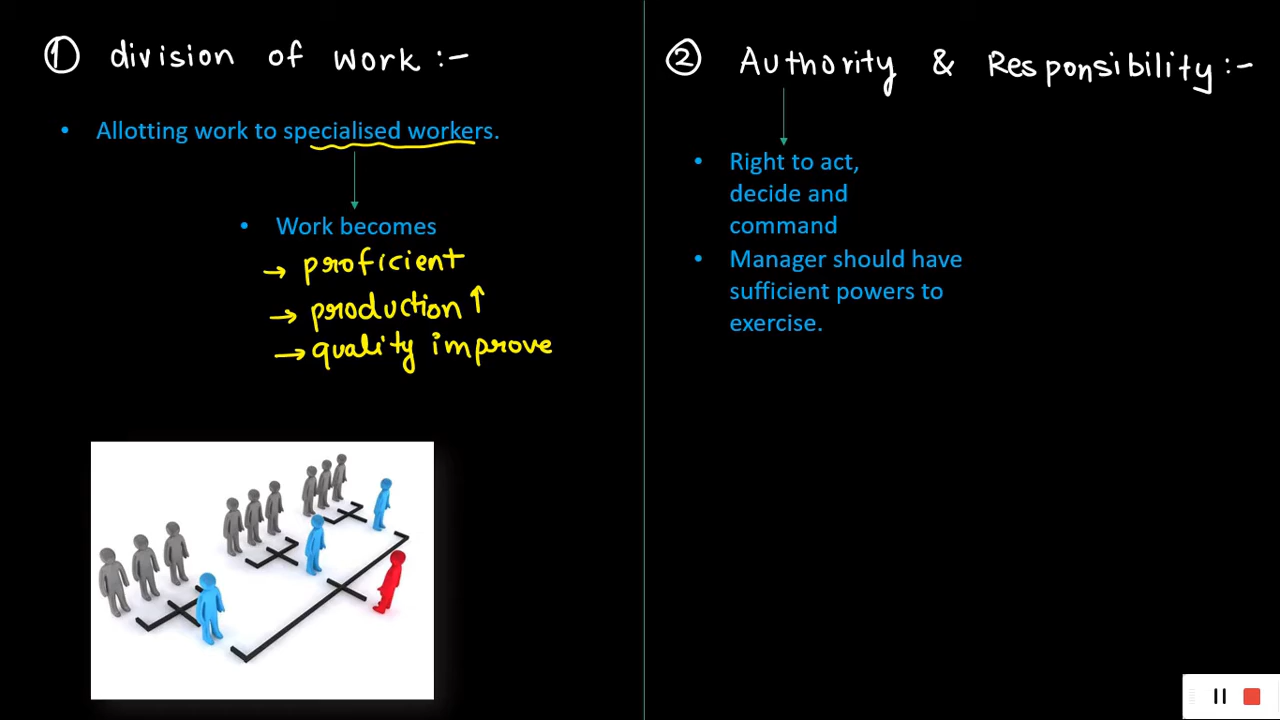 ① division of work :-
• Allotting work to specialised workers.
• Work becomes
→ proficient
→ production ↑
→ quality improve
② Authority & Responsibility :-
• Right to act,
decide and
command
• Manager should have
sufficient powers to
exercise.